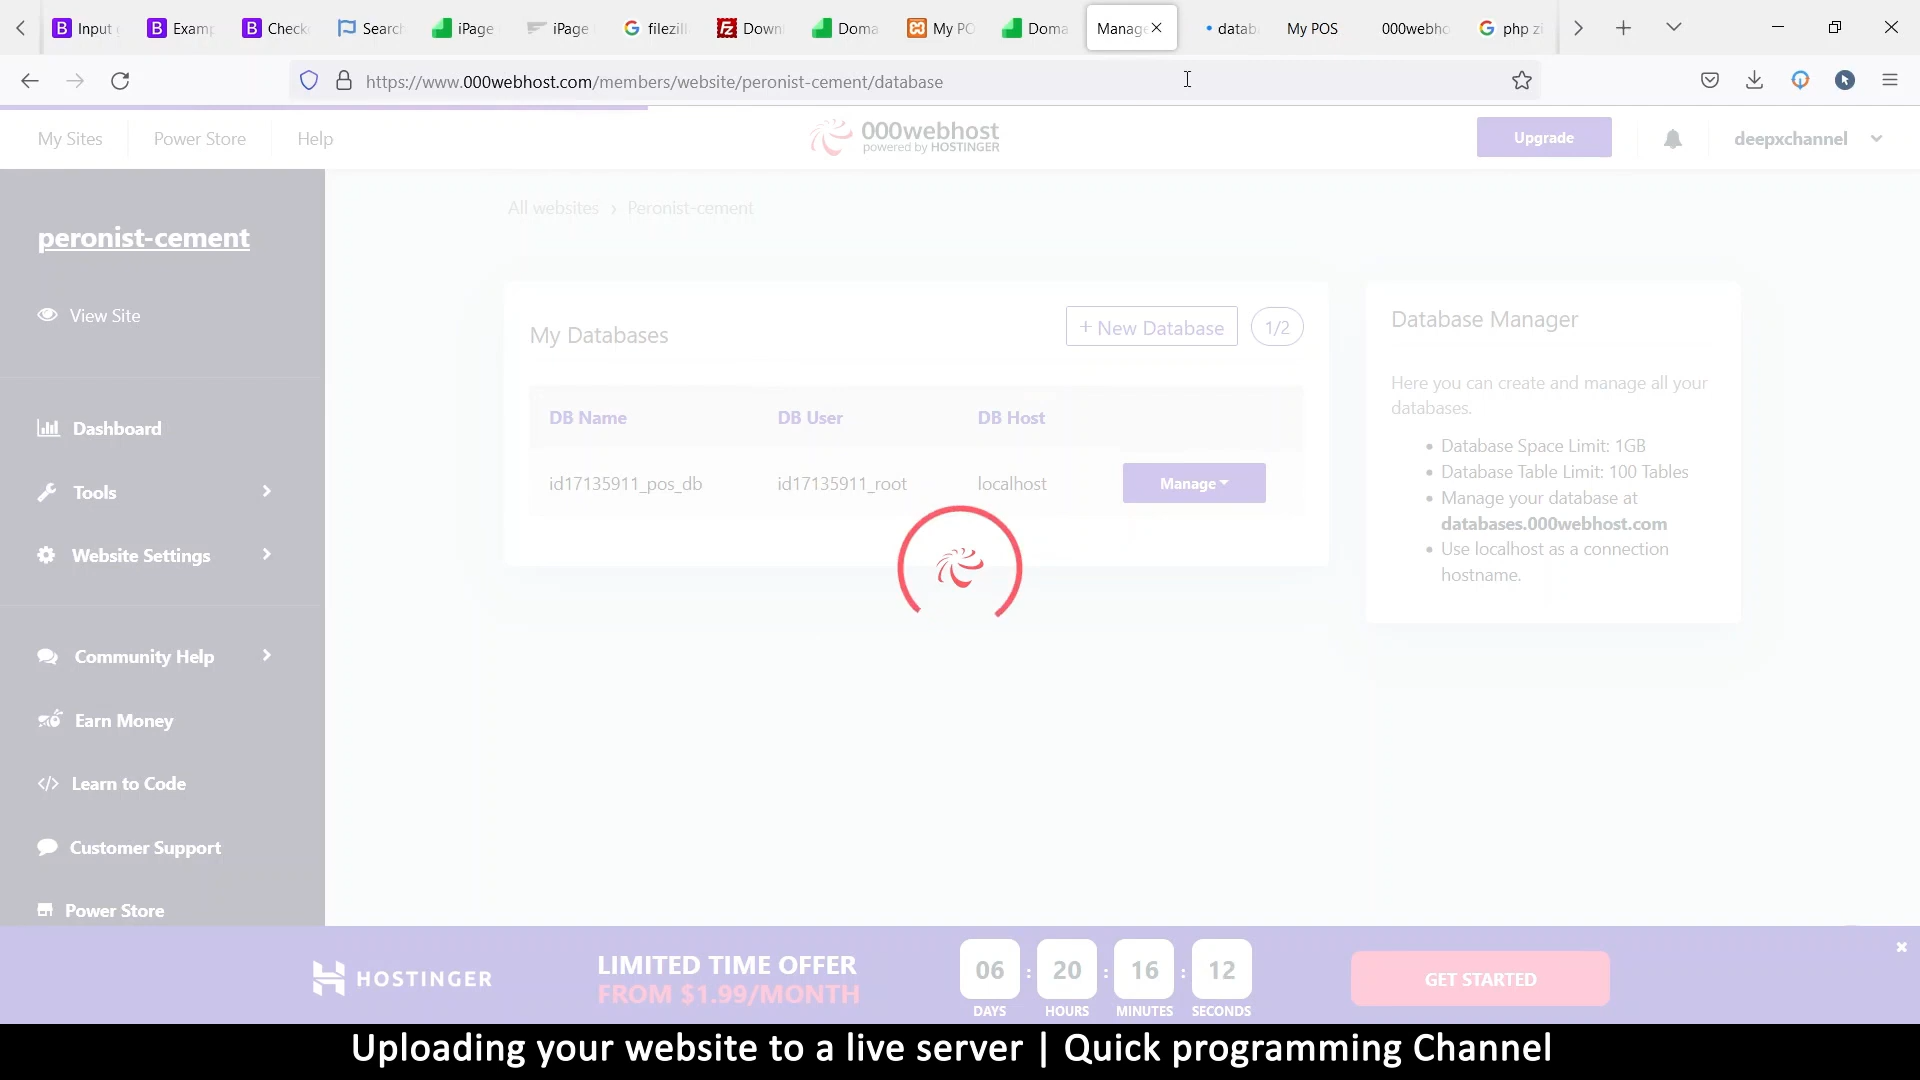 Input
Examp
Check
Search
iPage
iPage
filezill
Down
Doma
My PO
Doma
Manage
datab
My POS
000webho
php zi
https://www.000webhost.com/members/website/peronist-cement/database
My Sites
Power Store
Help
000webhost
powered by HOSTINGER
Upgrade
deepxchannel
peronist-cement
View Site
Dashboard
Tools
Website Settings
Community Help
Earn Money
Learn to Code
Customer Support
Power Store
All websites › Peronist-cement
My Databases
+ New Database
1/2
DB Name DB User DB Host
id17135911_pos_db id17135911_root localhost Manage
Database Manager
Here you can create and manage all your
databases.
• Database Space Limit: 1GB
• Database Table Limit: 100 Tables
• Manage your database at
databases.000webhost.com
• Use localhost as a connection
hostname.
HOSTINGER
LIMITED TIME OFFER
FROM $1.99/MONTH
06 : 20 : 16 : 12
DAYS HOURS MINUTES SECONDS
GET STARTED
Uploading your website to a live server | Quick programming Channel